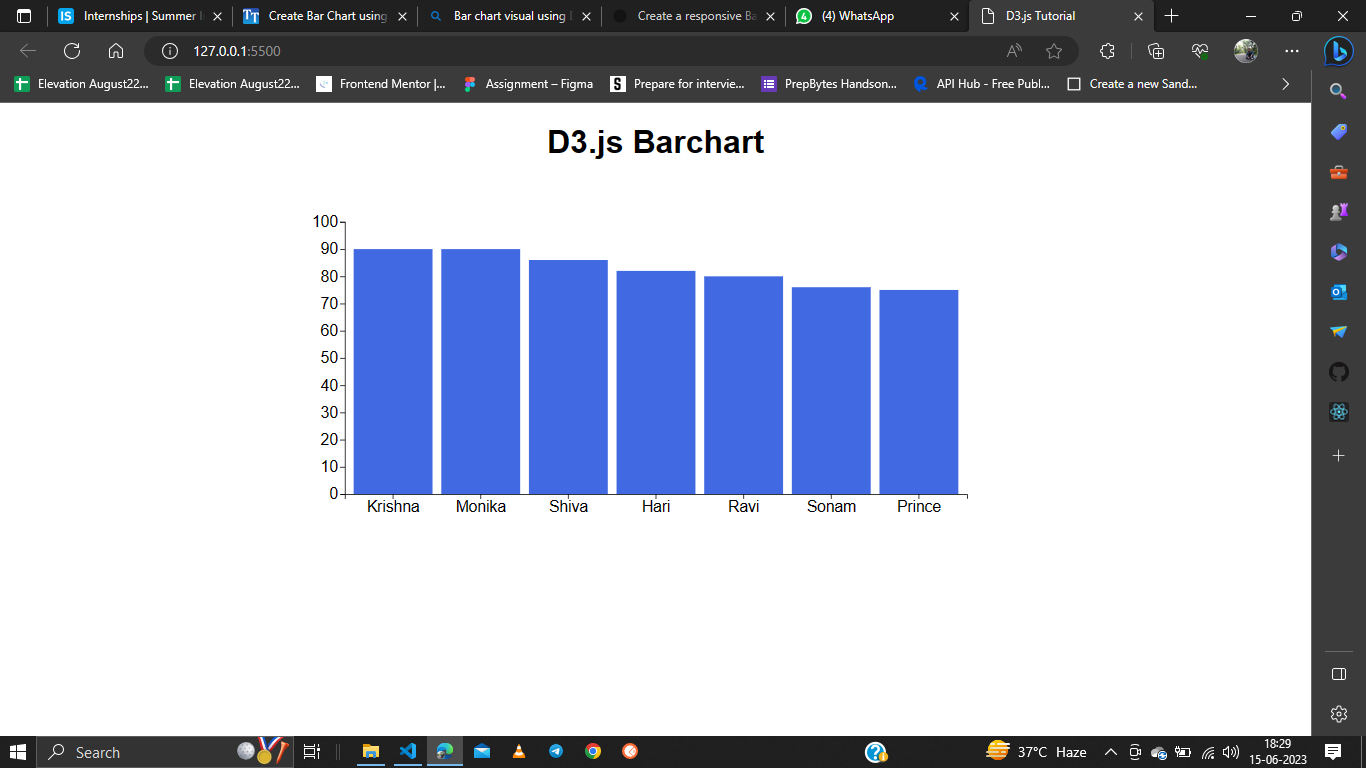 IS Internships | Summer I
TT Create Bar Chart using
Bar chart visual using
Create a responsive Ba
4 (4) WhatsApp
D3.js Tutorial
127.0.0.1:5500
Elevation August22...
Elevation August22...
Frontend Mentor |...
Assignment – Figma
S Prepare for intervie...
PrepBytes Handson...
API Hub - Free Publ...
Create a new Sand...
D3.js Barchart
100
90
80
70
60
50
40
30
20
10
0
Krishna Monika Shiva Hari Ravi Sonam Prince
Search
37°C Haze
18:29
15-06-2023